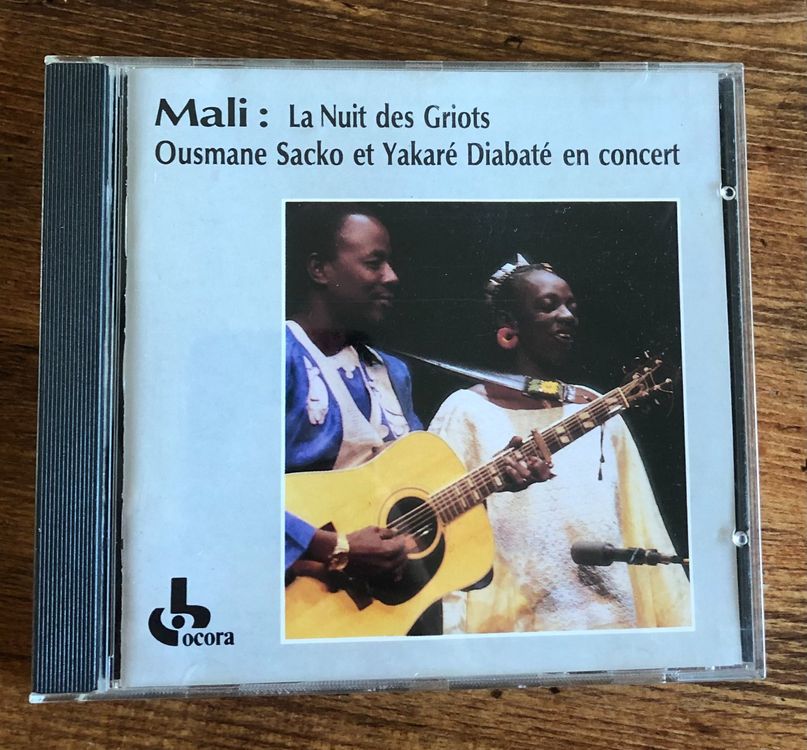 Mali : La Nuit des Griots
Ousmane Sacko et Yakaré Diabaté en concert
ocora